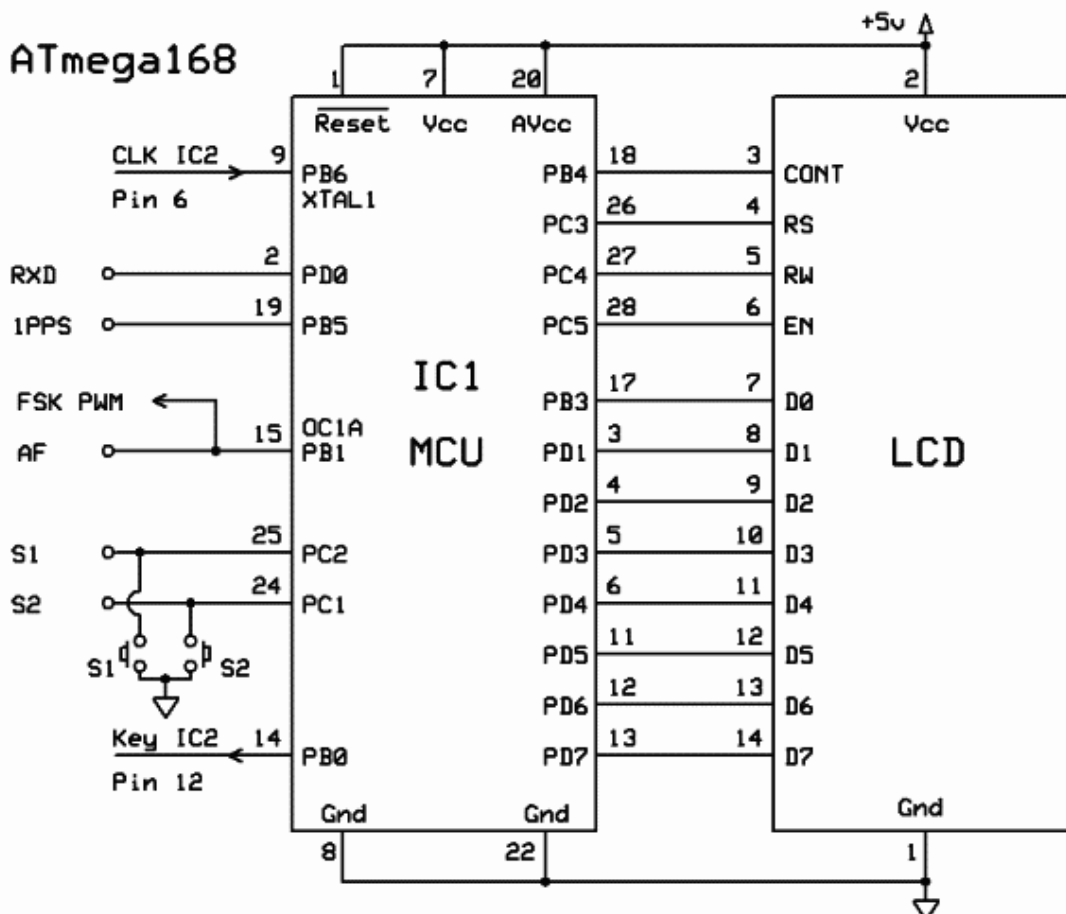 +5v
ATmega168
1 7 20 2
Reset Vcc AVcc Vcc
CLK IC2 9 PB6 PB4 18 3 CONT
Pin 6 XTAL1
PC3 26 4 RS
RXD 2 PD0 PC4 27 5 RW
1PPS 19 PB5 PC5 28 6 EN
IC1
FSK PWM PB3 17 7 D0
OC1A
AF 15 PB1 MCU PD1 3 8 D1 LCD
PD2 4 9 D2
S1 25 PC2 PD3 5 10 D3
S2 24 PC1 PD4 6 11 D4
S1 S2 PD5 11 12 D5
PD6 12 13 D6
Key IC2 14 PB0 PD7 13 14 D7
Pin 12
Gnd Gnd Gnd
8 22 1